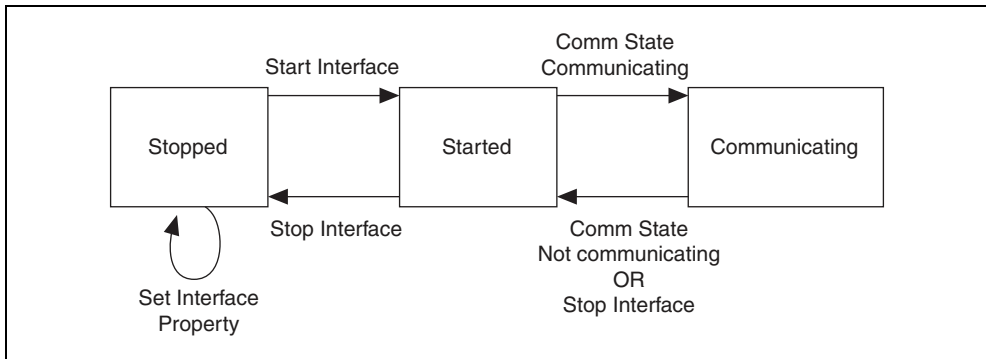 Start Interface
Comm State
Communicating
Stopped
Started
Communicating
Stop Interface
Comm State
Not communicating
OR
Stop Interface
Set Interface
Property